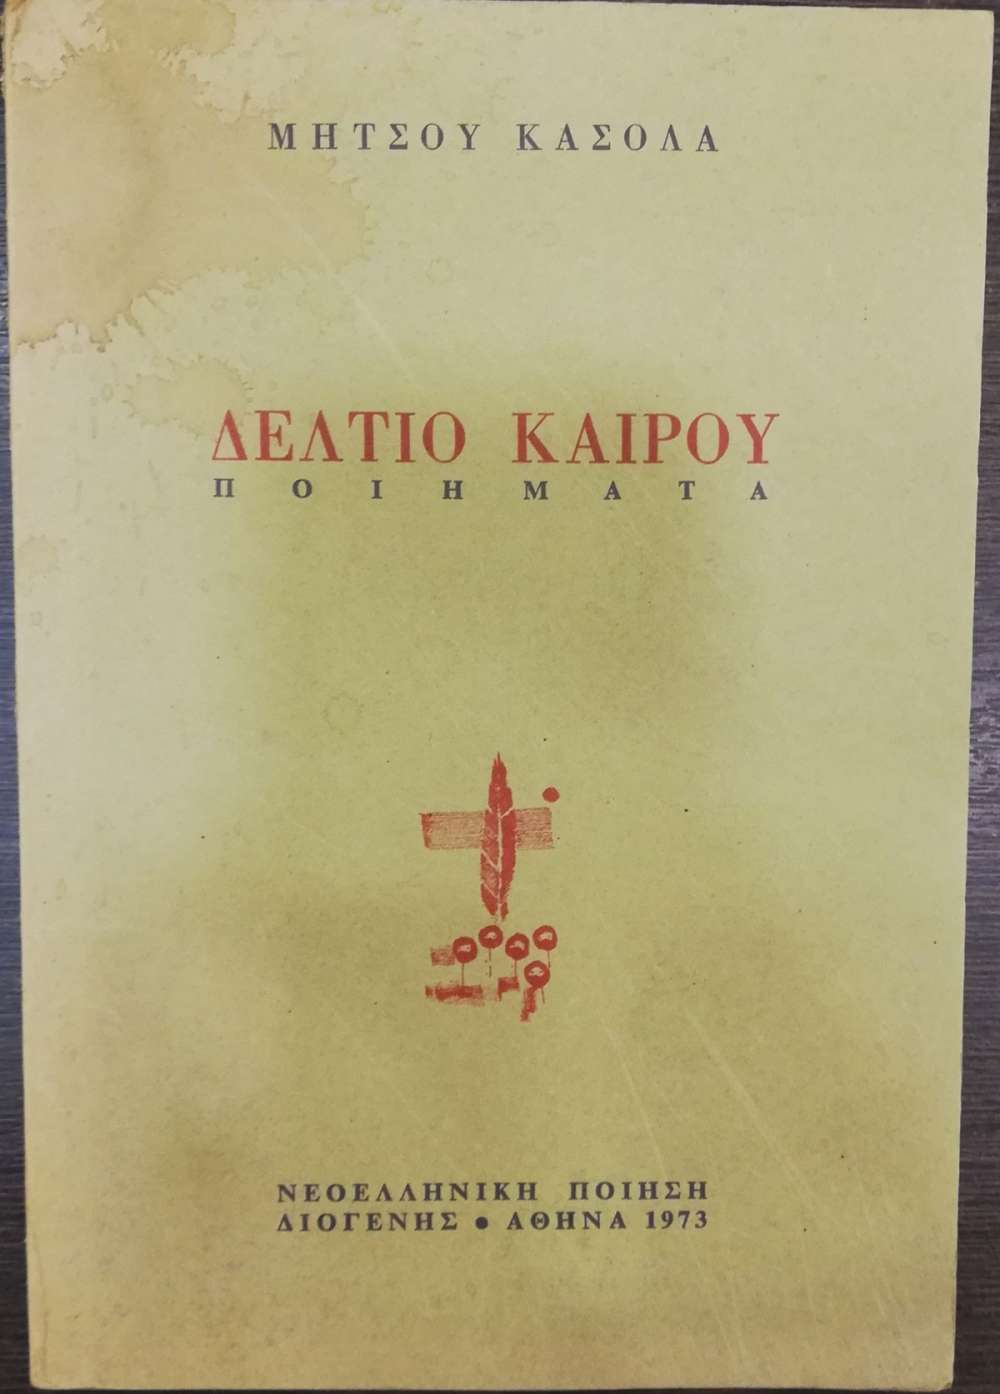 ΜΗΤΣΟΥ ΚΑΣΟΛΑ
ΔΕΛΤΙΟ ΚΑΙΡΟΥ
ΠΟΙΗΜΑΤΑ
ΝΕΟΕΛΛΗΝΙΚΗ ΠΟΙΗΣΗ
ΔΙΟΓΕΝΗΣ • ΑΘΗΝΑ 1973